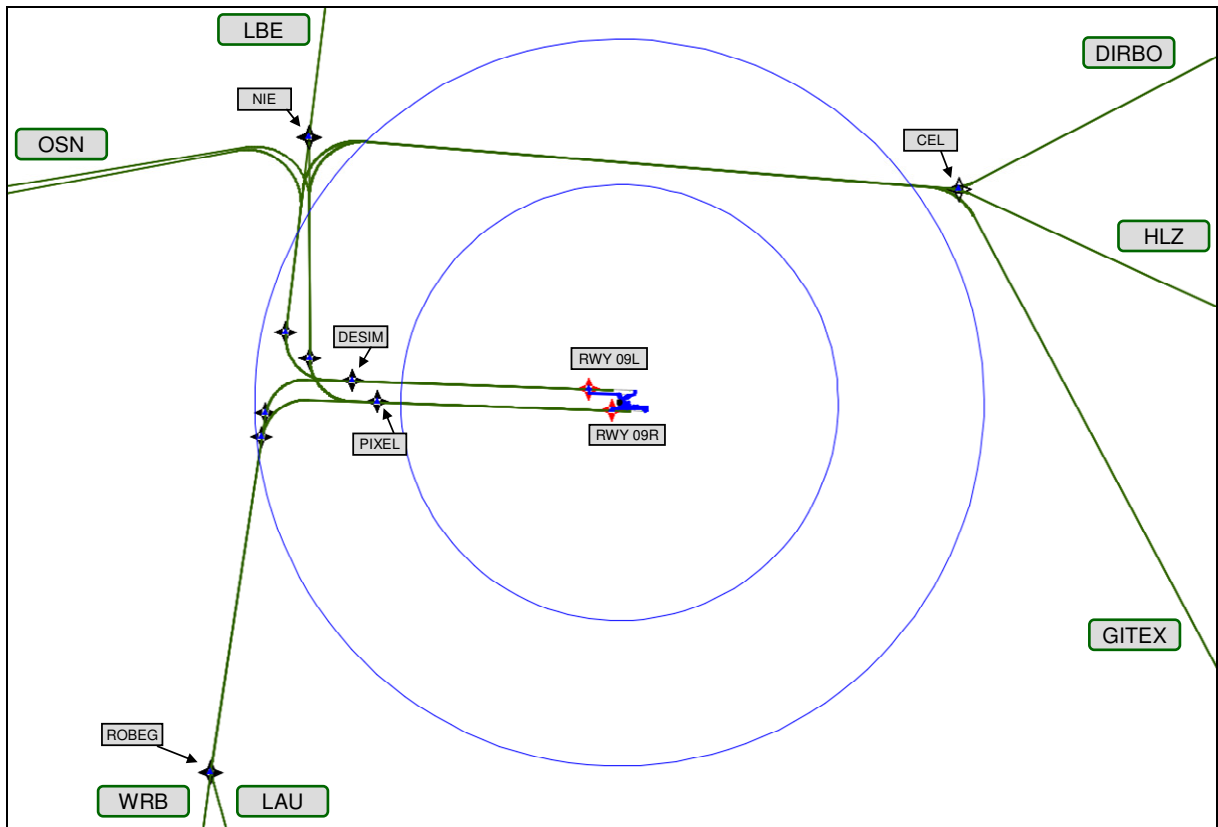 LBE
DIRBO
NIE
OSN
CEL
HLZ
DESIM
RWY 09L
PIXEL
RWY 09R
GITEX
ROBEG
WRB
LAU